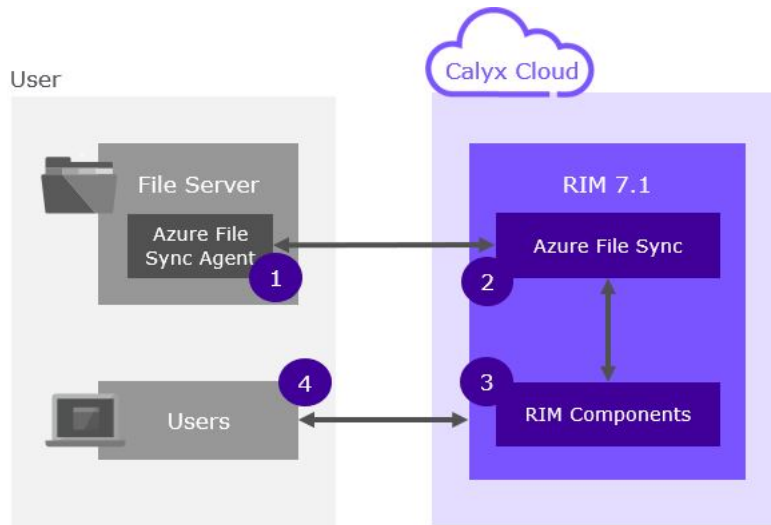 User
Calyx Cloud
File Server
RIM 7.1
Azure File
Sync Agent
1
2
Azure File Sync
4
3
Users
RIM Components